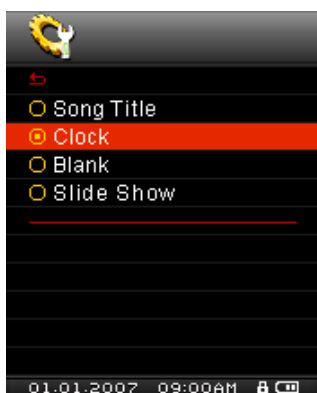 Song Title
Clock
Blank
Slide Show
01.01.2007 09:00AM